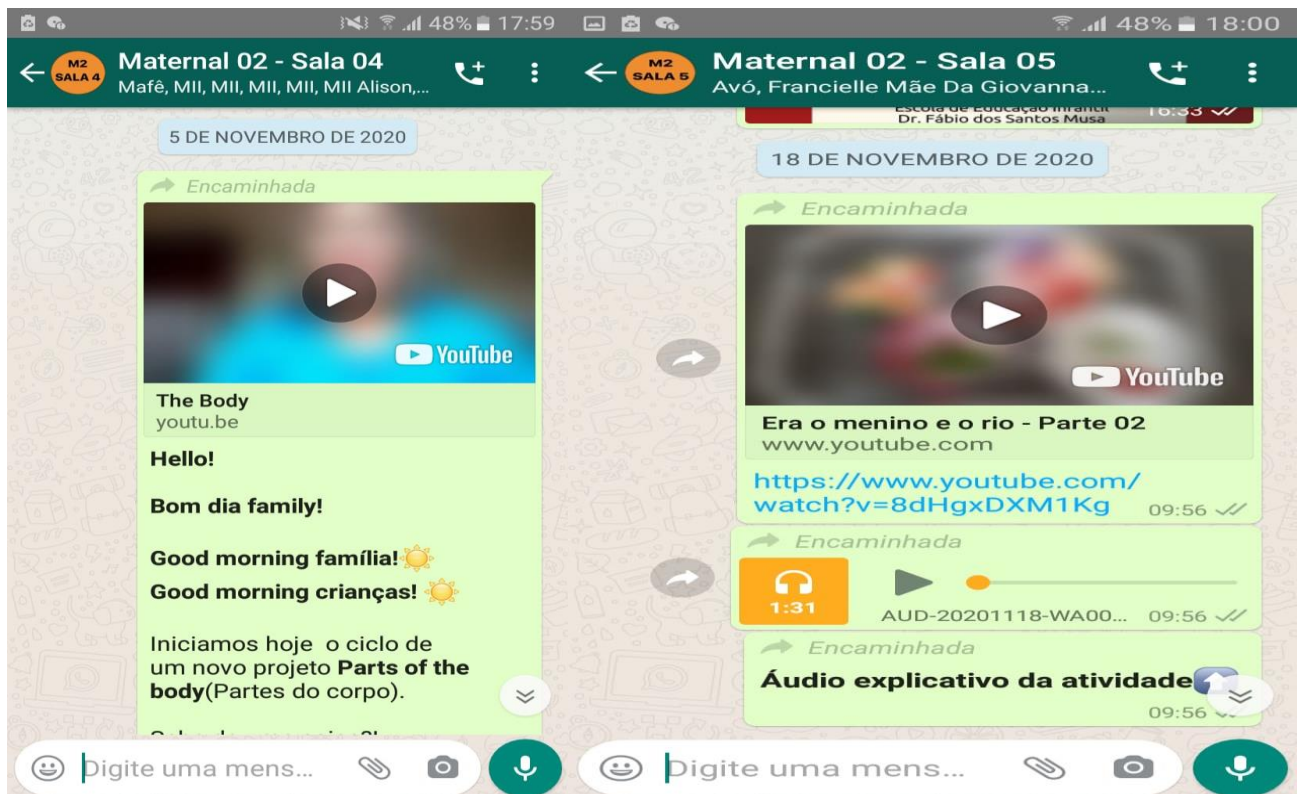 48% 17:59
M2
SALA 4
Maternal 02 - Sala 04
Mafê, MII, MII, MII, MII, MII Alison,...
5 DE NOVEMBRO DE 2020
Encaminhada
YouTube
The Body
youtu.be
Hello!
Bom dia family!
Good morning família!
Good morning crianças!
Iniciamos hoje o ciclo de
um novo projeto Parts of the
body(Partes do corpo).
Digite uma mens...
48% 18:00
M2
SALA 5
Maternal 02 - Sala 05
Avó, Francielle Mãe Da Giovanna...
Escola de Educação Infantil
Dr. Fábio dos Santos Musa
16:33
18 DE NOVEMBRO DE 2020
Encaminhada
YouTube
Era o menino e o rio - Parte 02
www.youtube.com
https://www.youtube.com/
watch?v=8dHgxDXM1Kg 09:56
Encaminhada
1:31
AUD-20201118-WA00... 09:56
Encaminhada
Áudio explicativo da atividade
09:56
Digite uma mens...